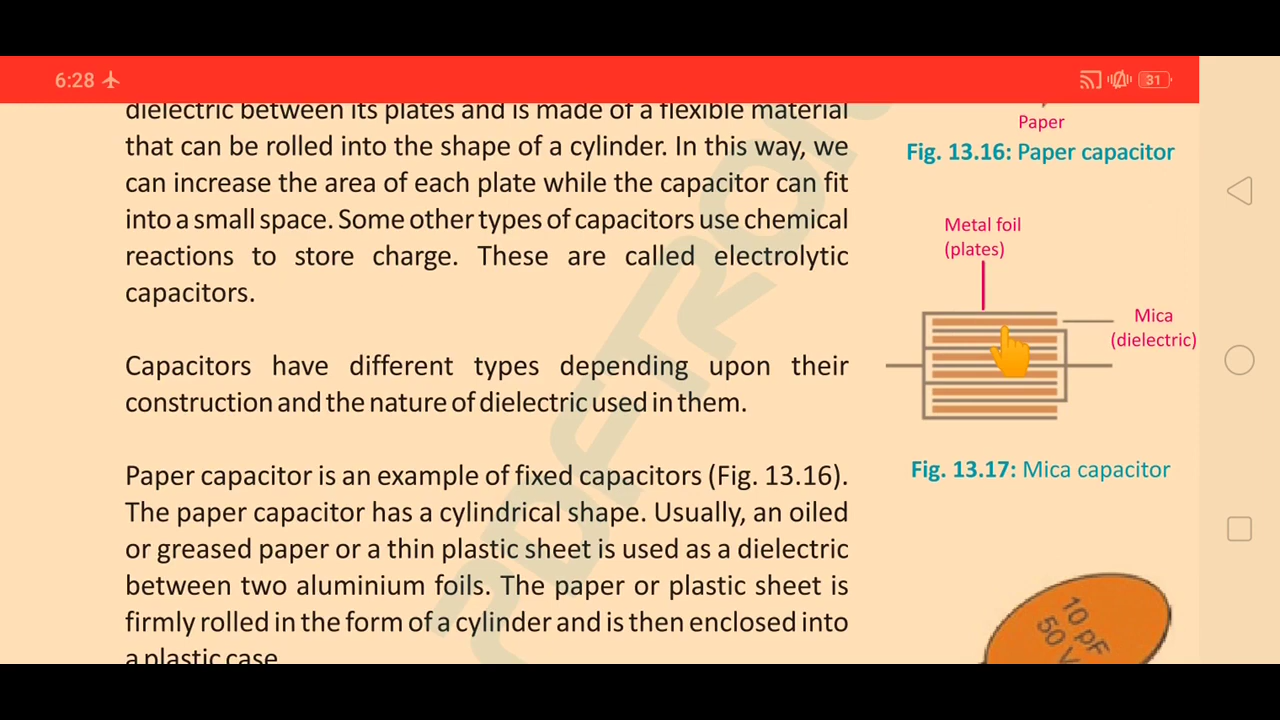 6:28
31
dielectric between its plates and is made of a flexible material
that can be rolled into the shape of a cylinder. In this way, we
can increase the area of each plate while the capacitor can fit
into a small space. Some other types of capacitors use chemical
reactions to store charge. These are called electrolytic
capacitors.
Capacitors have different types depending upon their
construction and the nature of dielectric used in them.
Paper capacitor is an example of fixed capacitors (Fig. 13.16).
The paper capacitor has a cylindrical shape. Usually, an oiled
or greased paper or a thin plastic sheet is used as a dielectric
between two aluminium foils. The paper or plastic sheet is
firmly rolled in the form of a cylinder and is then enclosed into
a plastic case
Paper
Fig. 13.16: Paper capacitor
Metal foil
(plates)
Mica
(dielectric)
Fig. 13.17: Mica capacitor
10 pF
50 V